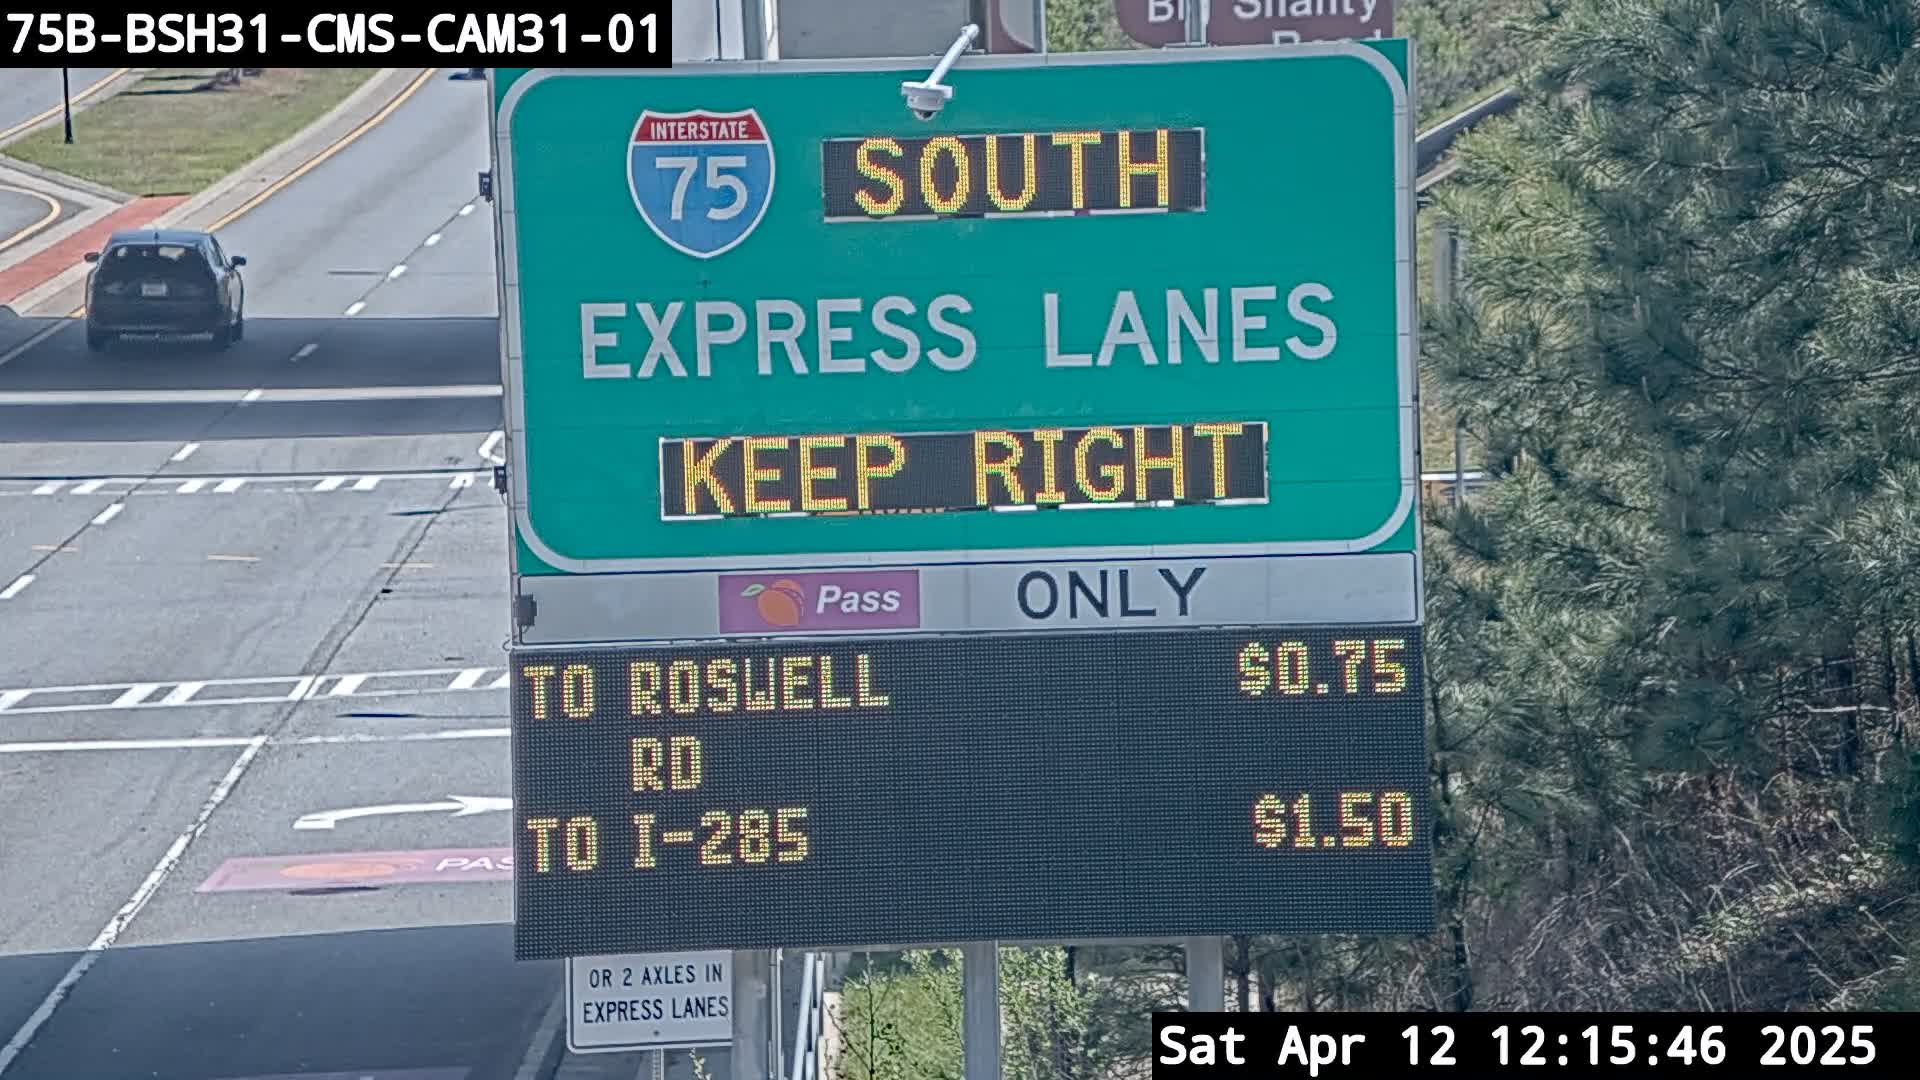 75B-BSH31-CMS-CAM31-01
Shanty
INTERSTATE
75
SOUTH
EXPRESS LANES
KEEP RIGHT
Pass
ONLY
TO ROSWELL $0.75
RD
TO I-285 $1.50
OR 2 AXLES IN
EXPRESS LANES
Sat Apr 12 12:15:46 2025